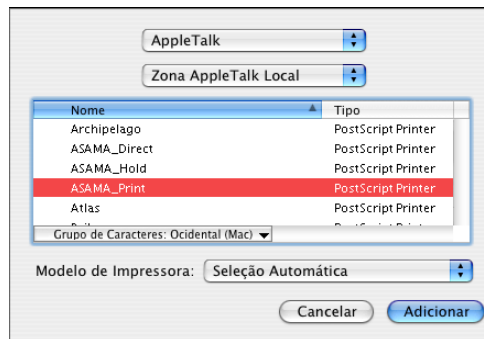 AppleTalk
Zona AppleTalk Local
Nome Tipo
Archipelago PostScript Printer
ASAMA_Direct PostScript Printer
ASAMA_Hold PostScript Printer
ASAMA_Print PostScript Printer
Atlas PostScript Printer
Grupo de Caracteres: Ocidental (Mac)
Modelo de Impressora: Seleção Automática
Cancelar Adicionar